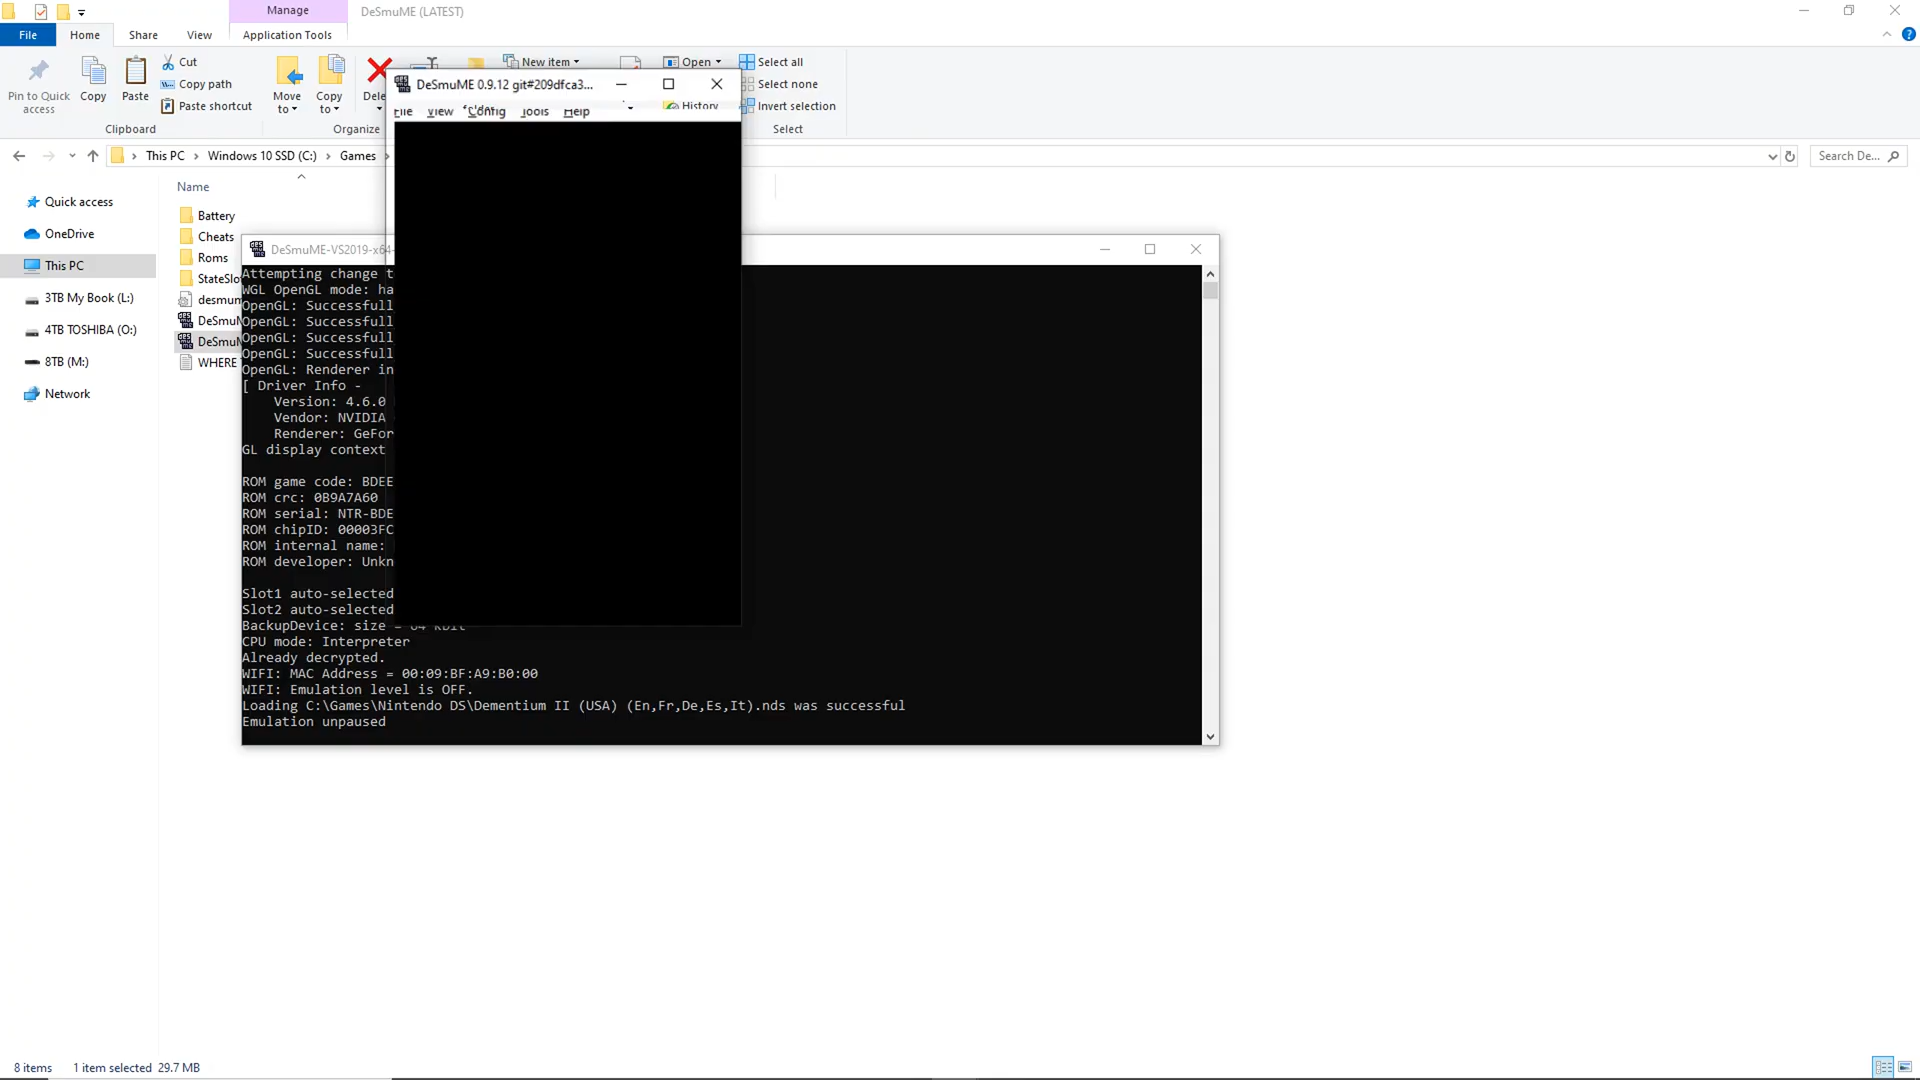 Manage
DeSmuME (LATEST)
File
Home
Share
View
Application Tools
Pin to Quick access
Copy
Paste
Cut
Copy path
Paste shortcut
Move to
Copy to
Dele
New item
Open
History
Select all
Select none
Invert selection
Clipboard
Organize
Select
DeSmuME 0.9.12 git#209dfca3...
File View Config Tools Help
This PC > Windows 10 SSD (C:) > Games >
Search De...
Name
Quick access
OneDrive
This PC
3TB My Book (L:)
4TB TOSHIBA (O:)
8TB (M:)
Network
Battery
Cheats
Roms
StateSlo
desmum
DeSmuM
DeSmuM
WHERE
DeSmuME-VS2019-x64-
Attempting change t
WGL OpenGL mode: ha
OpenGL: Successfull
OpenGL: Successfull
OpenGL: Successfull
OpenGL: Successfull
OpenGL: Renderer in
[ Driver Info -
Version: 4.6.0
Vendor: NVIDIA
Renderer: GeFor
GL display context
ROM game code: BDEE
ROM crc: 0B9A7A60
ROM serial: NTR-BDE
ROM chipID: 00003FC
ROM internal name:
ROM developer: Unkn
Slot1 auto-selected
Slot2 auto-selected
BackupDevice: size = 64 kbit
CPU mode: Interpreter
Already decrypted.
WIFI: MAC Address = 00:09:BF:A9:B0:00
WIFI: Emulation level is OFF.
Loading C:\Games\Nintendo DS\Dementium II (USA) (En,Fr,De,Es,It).nds was successful
Emulation unpaused
8 items
1 item selected 29.7 MB